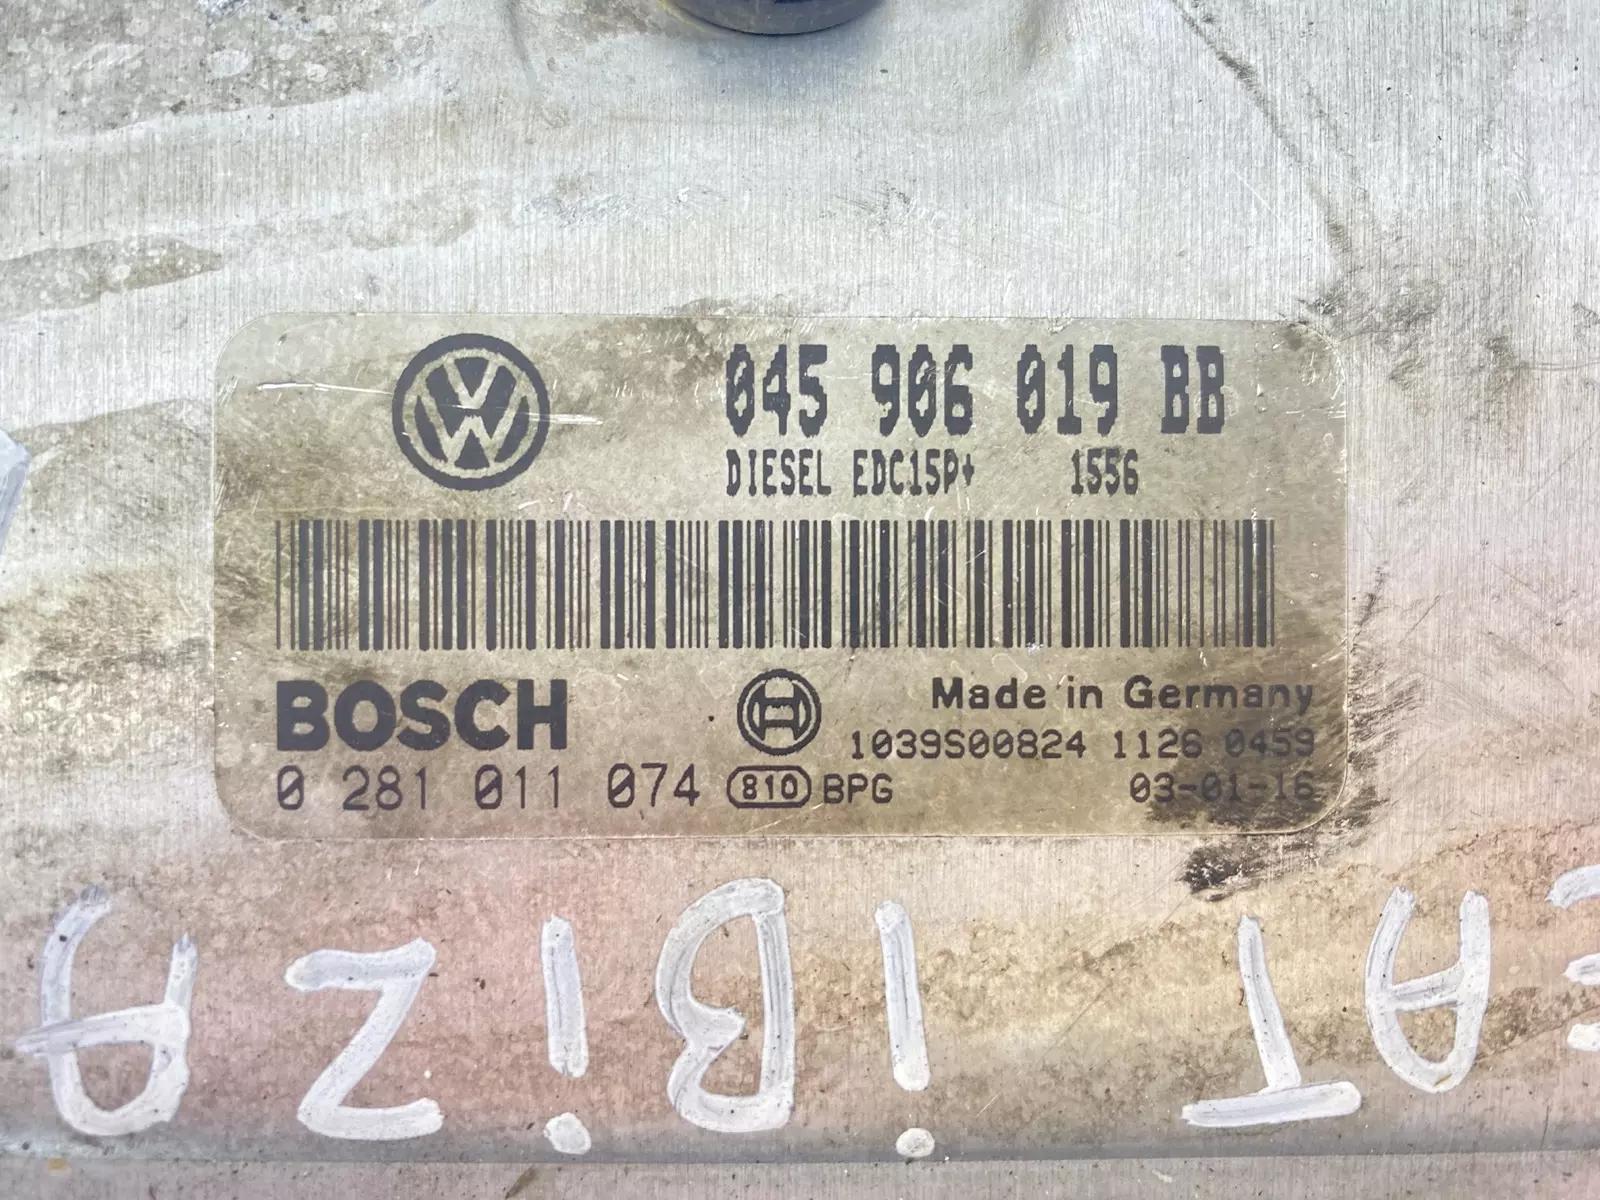 045 906 019 BB
DIESEL EDC15P+ 1556
BOSCH
Made in Germany
1039S00824 1126 0459
0 281 011 074 810 BPG 03-01-16
iBiZA